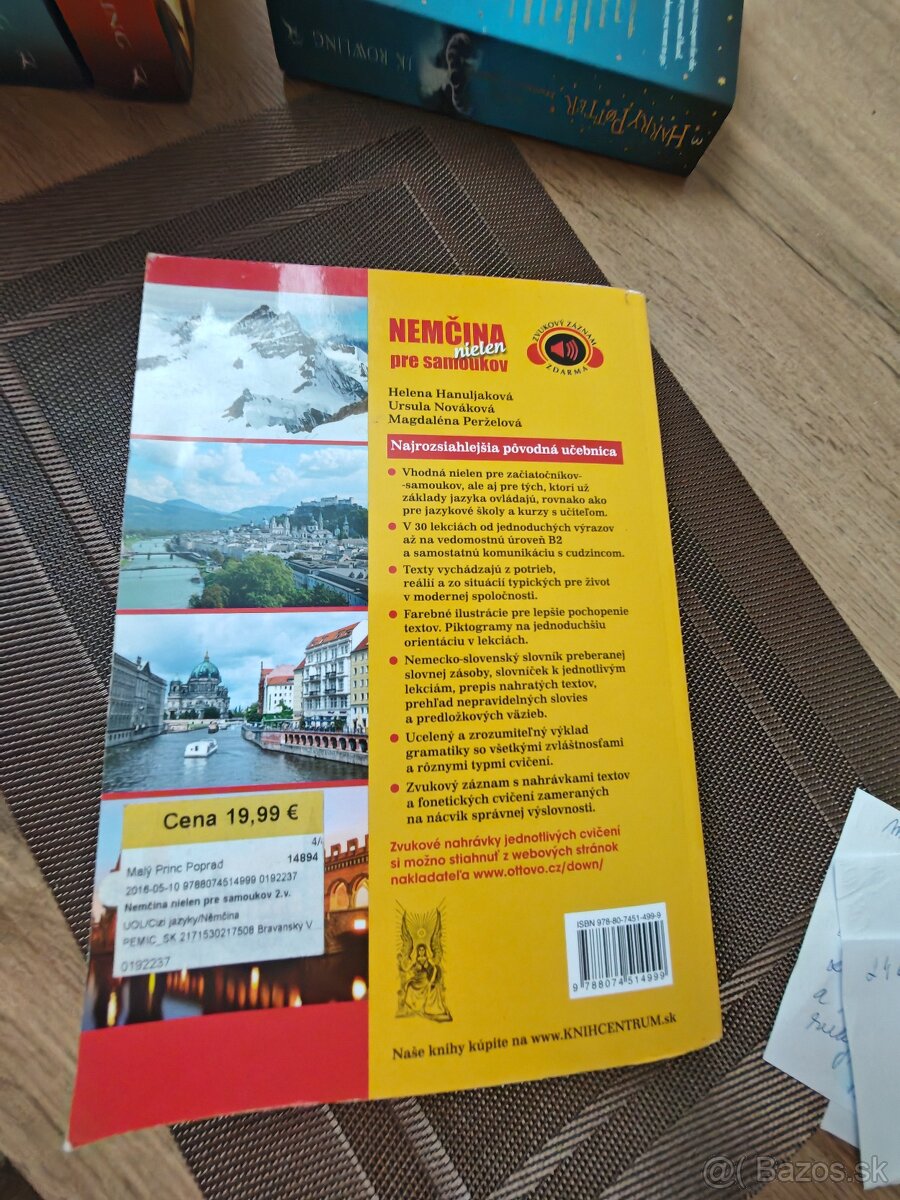 LING
J.K. ROWLING
HARRY POTTER
3
NEMČINA
nielen
pre samoukov
ZVUKOVÝ ZÁZNAM
ZDARMA
Helena Hanuljaková
Ursula Nováková
Magdaléna Perželová
Najrozsiahlejšia pôvodná učebnica
• Vhodná nielen pre začiatočníkov-
-samoukov, ale aj pre tých, ktorí už
základy jazyka ovládajú, rovnako ako
pre jazykové školy a kurzy s učiteľom.
• V 30 lekciách od jednoduchých výrazov
až na vedomostnú úroveň B2
a samostatnú komunikáciu s cudzincom.
• Texty vychádzajú z potrieb,
reálií a zo situácií typických pre život
v modernej spoločnosti.
• Farebné ilustrácie pre lepšie pochopenie
textov. Piktogramy na jednoduchšiu
orientáciu v lekciách.
• Nemecko-slovenský slovník preberanej
slovnej zásoby, slovníček k jednotlivým
lekciám, prepis nahratých textov,
prehľad nepravidelných slovies
a predložkových väzieb.
• Ucelený a zrozumiteľný výklad
gramatiky so všetkými zvláštnosťami
a rôznymi typmi cvičení.
• Zvukový záznam s nahrávkami textov
a fonetických cvičení zameraných
na nácvik správnej výslovnosti.
Zvukové nahrávky jednotlivých cvičení
si možno stiahnuť z webových stránok
nakladateľa www.ottovo.cz/down/
Cena 19,99 €
4/
Malý Princ Poprad 14894
2016-05-10 9788074514999 0192237
Nemčina nielen pre samoukov 2.v.
UOL/Cizí jazyky/Němčina
PEMIC_SK 2171530217508 Bravansky V
0192237
ISBN 978-80-7451-499-9
9 788074 514999
Naše knihy kúpite na www.KNIHCENTRUM.sk
@( Bazos.sk